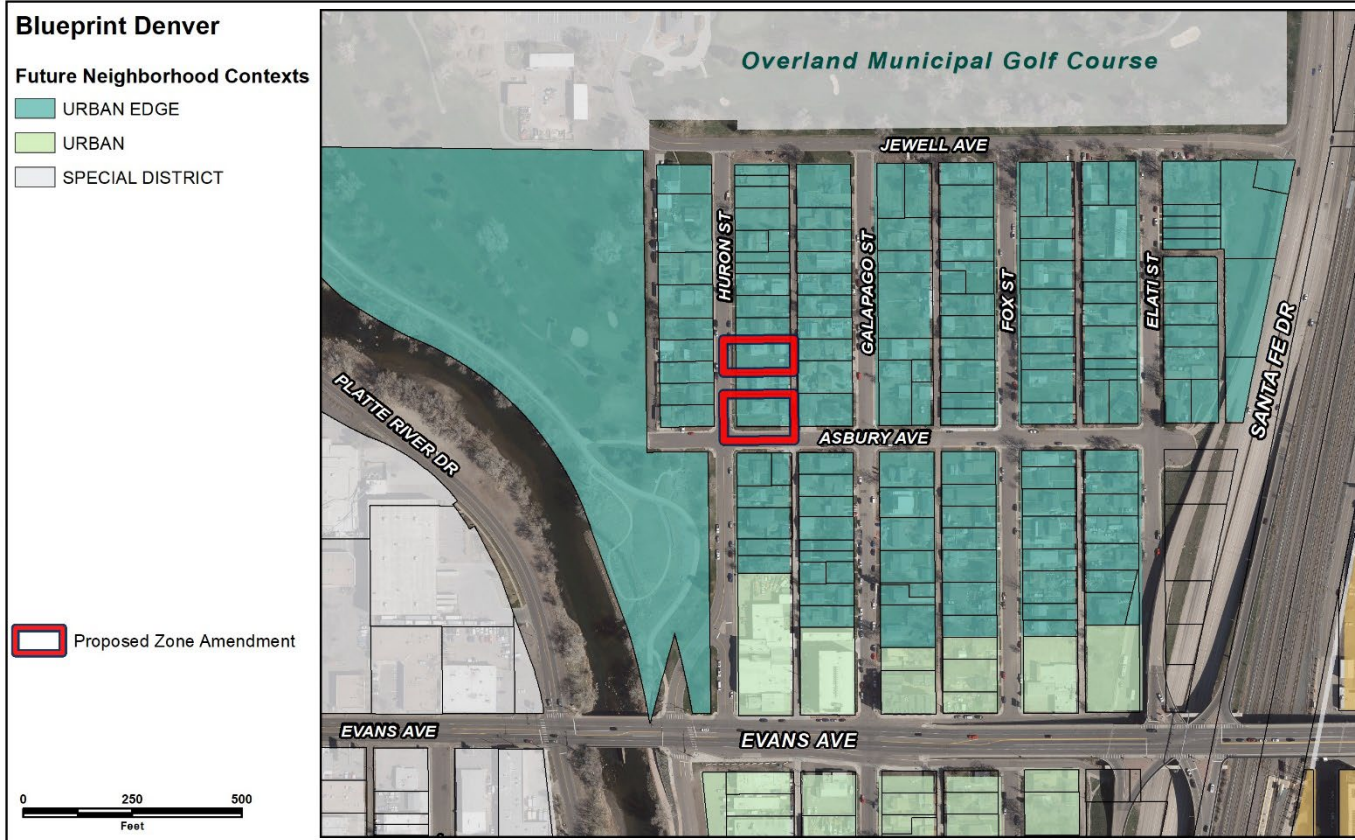 Blueprint Denver
Future Neighborhood Contexts
URBAN EDGE
URBAN
SPECIAL DISTRICT
Proposed Zone Amendment
0 250 500
Feet
Overland Municipal Golf Course
JEWELL AVE
HURON ST
GALAPAGO ST
FOX ST
ELATI ST
SANTA FE DR
PLATTE RIVER DR
ASBURY AVE
EVANS AVE
EVANS AVE